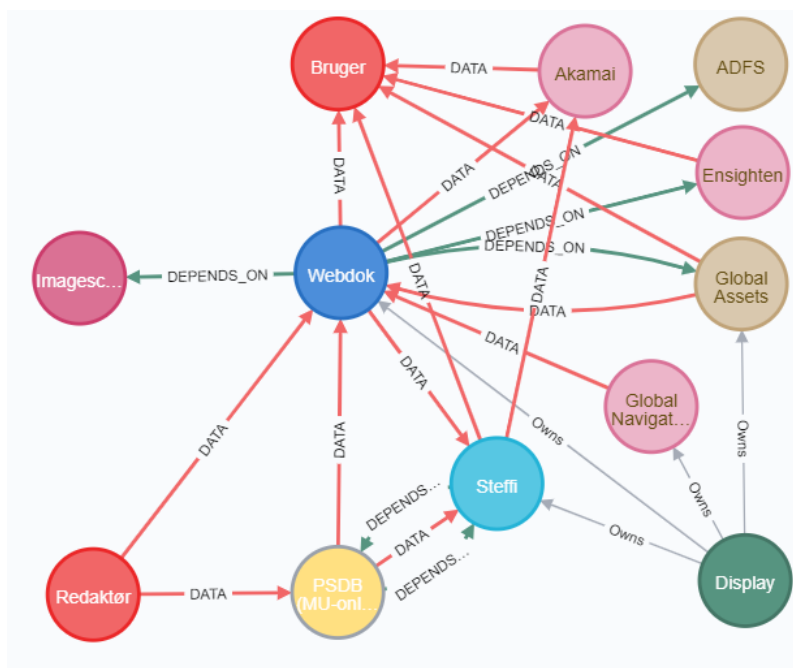 Bruger
Akamai
ADFS
DATA
DATA
DATA
DATA
DEPENDS_ON
DATA
Ensighten
DEPENDS_ON
DEPENDS_ON
Imagesc...
DEPENDS_ON
Webdok
DATA
DATA
Global
Assets
DATA
DATA
DATA
Global
Navigat...
DATA
DATA
Owns
Owns
Owns
Steffi
DEPENDS...
DATA
Owns
DEPENDS...
Redaktør
DATA
PSDB
(MU-onl...
Display